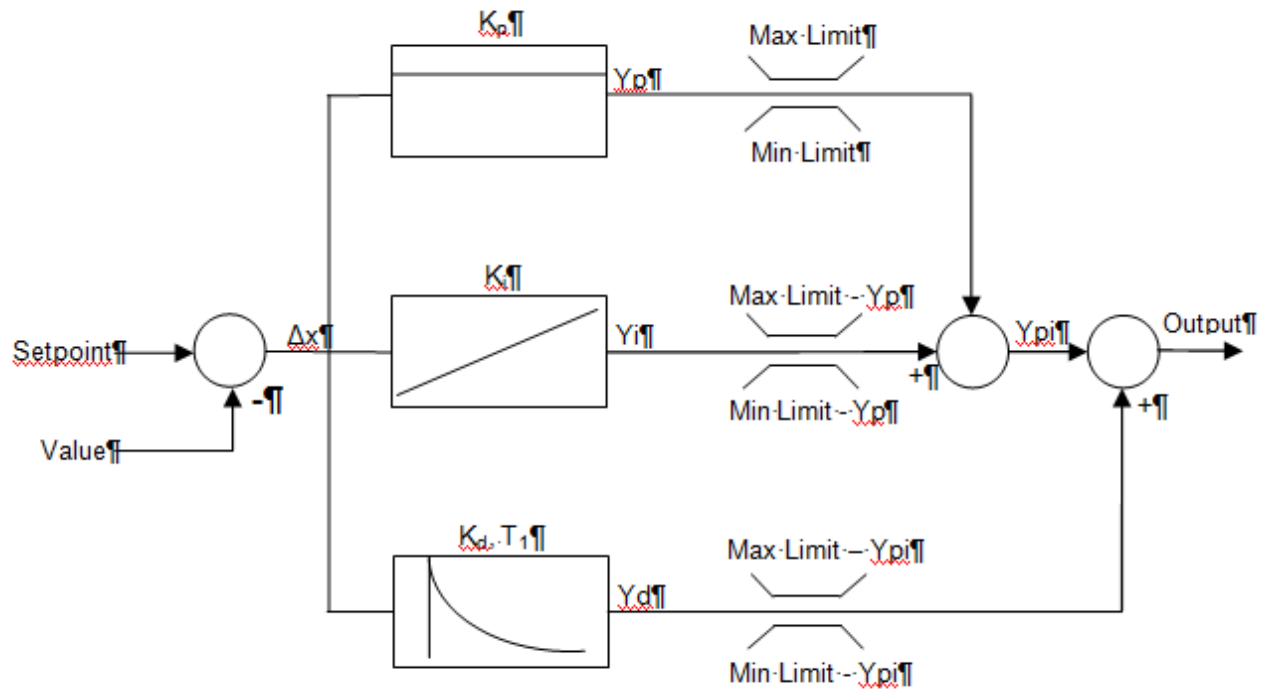 Kp¶
Max·Limit¶
Yp¶
Min·Limit¶
Ki¶
Max·Limit·-·Yp¶
Setpoint¶
Δx¶
Yi¶
Ypi¶
Output¶
-¶
+¶
+¶
Min·Limit·-·Yp¶
Value¶
Kd,·T1¶
Max·Limit·–·Ypi¶
Yd¶
Min·Limit·-·Ypi¶